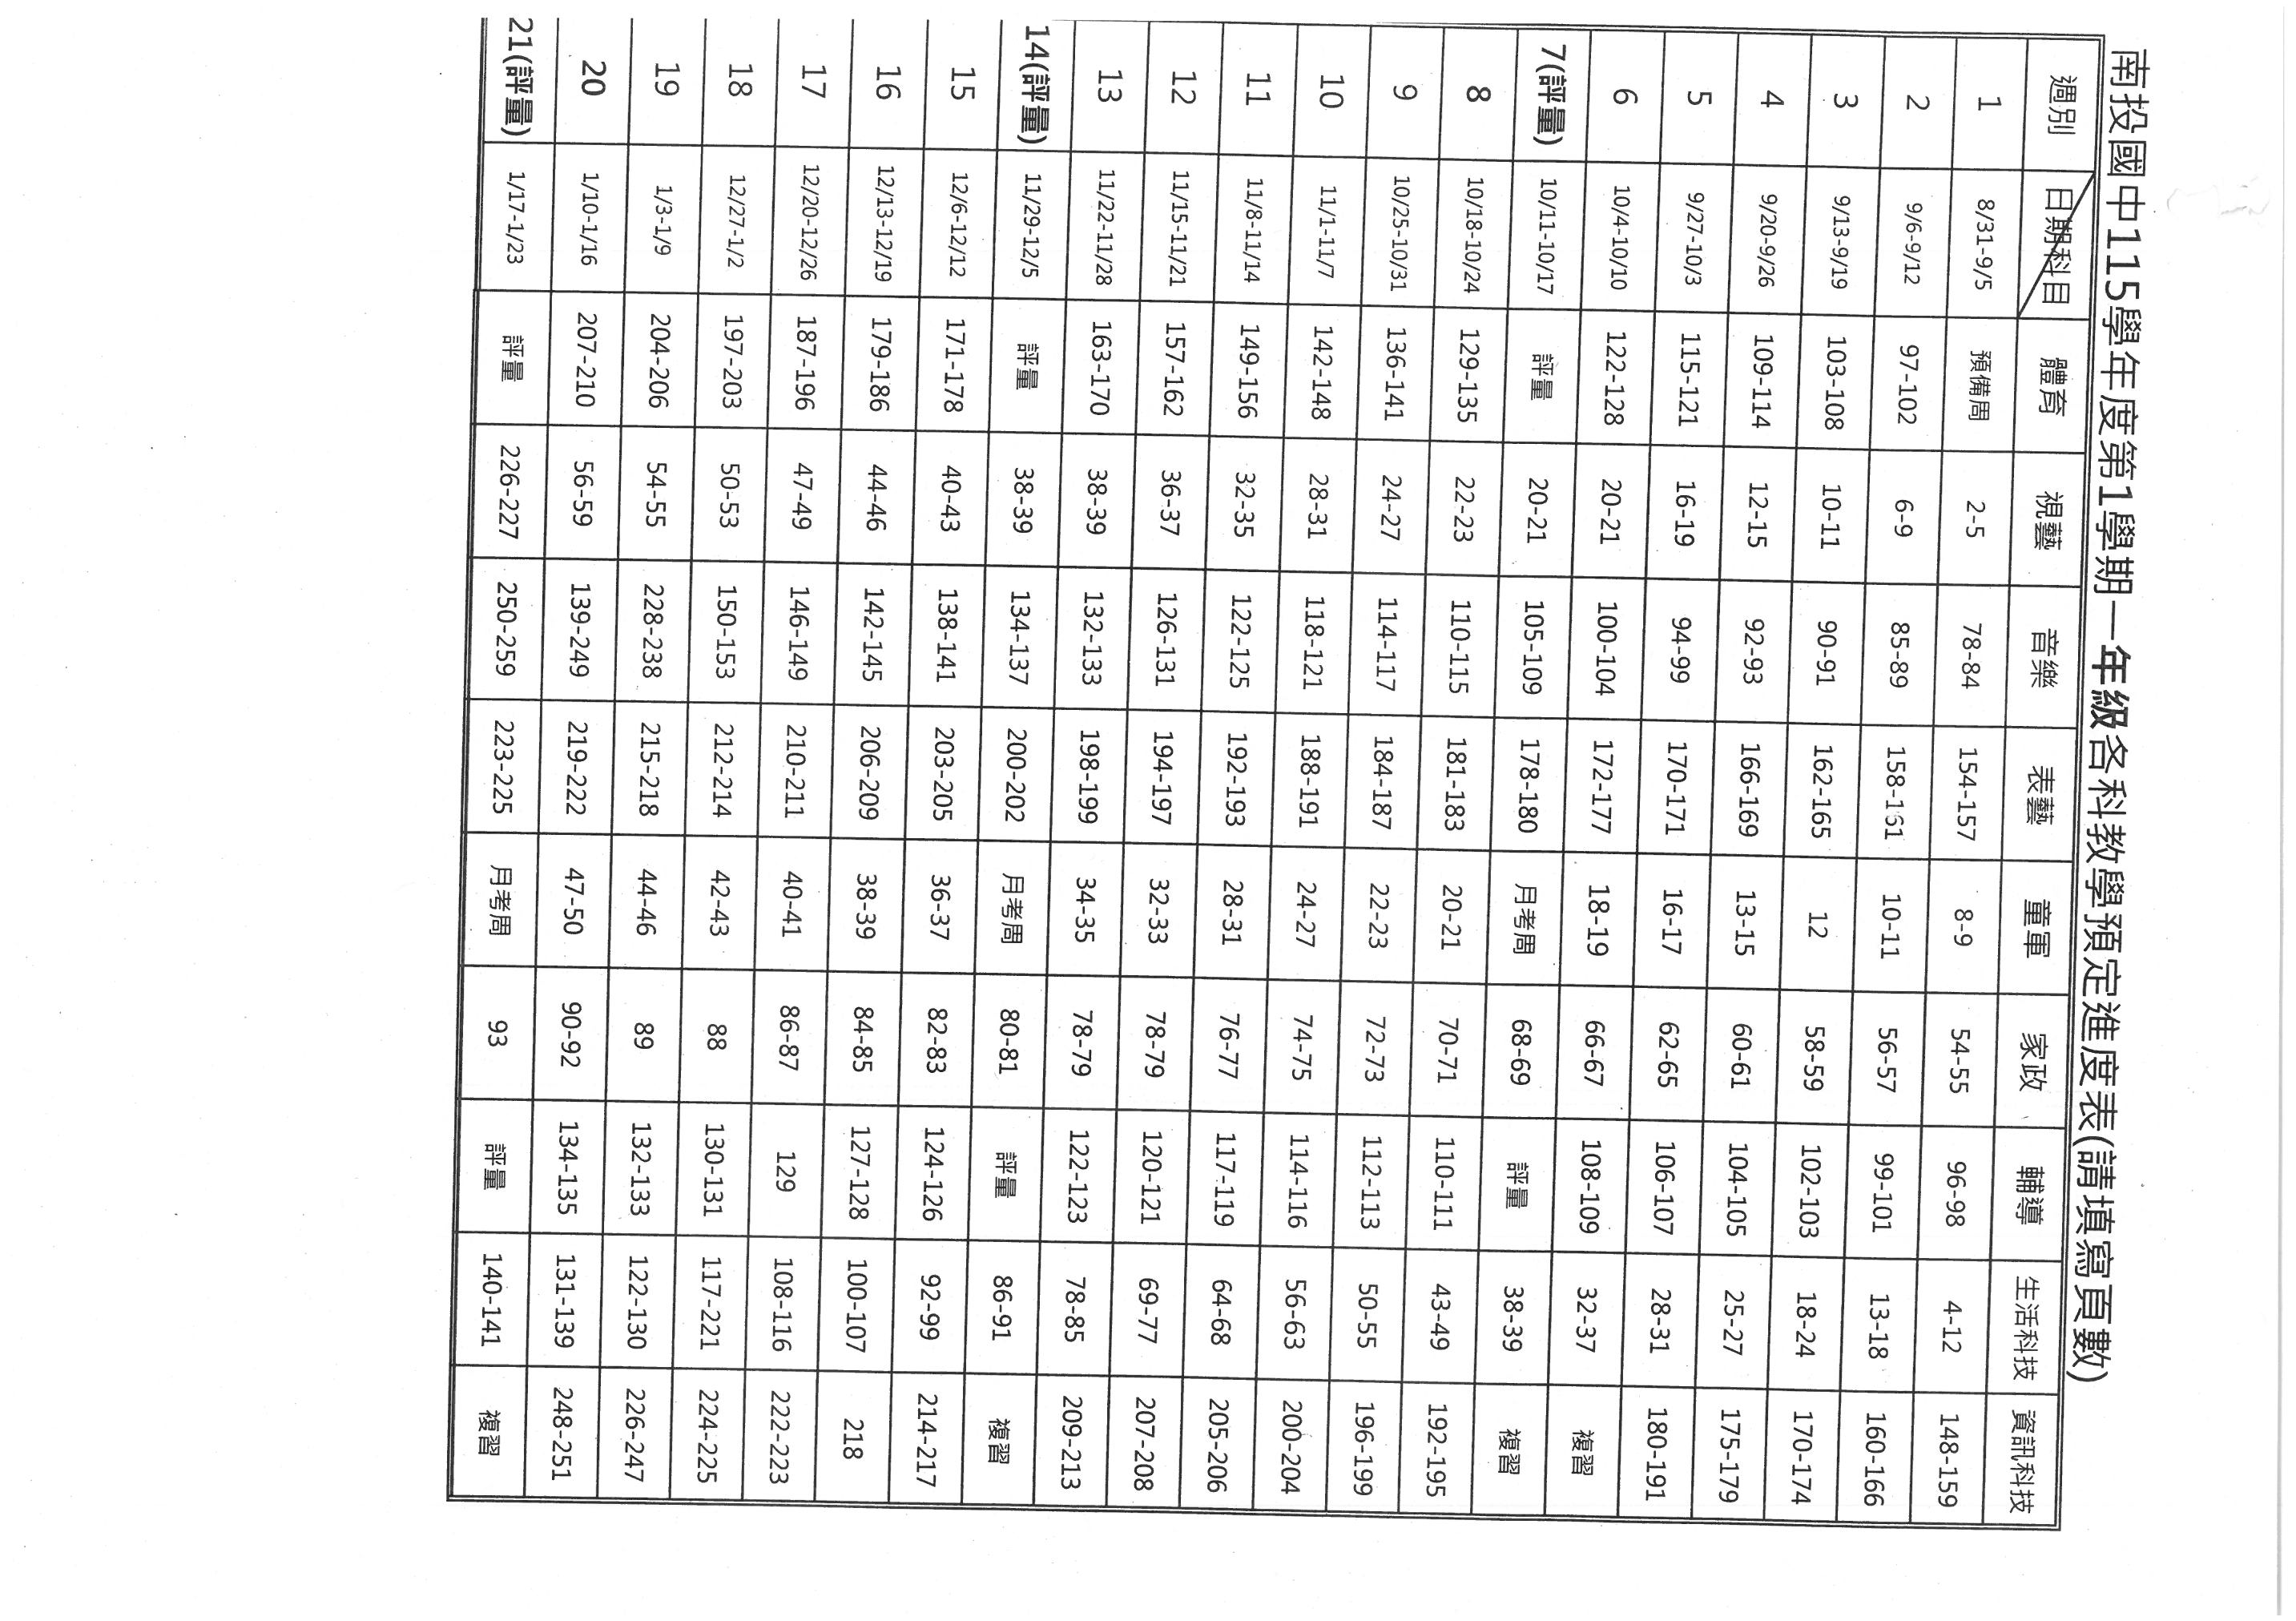 南投國中115學年度第1學期一年級各科教學預定進度表(請填寫頁數)
週別 日期科目 體育 視藝 音樂 表藝 童軍 家政 輔導 生活科技 資訊科技
1 8/31-9/5 預備周 2-5 78-84 154-157 8-9 54-55 96-98 4-12 148-159
2 9/6-9/12 97-102 6-9 85-89 158-161 10-11 56-57 99-101 13-18 160-166
3 9/13-9/19 103-108 10-11 90-91 162-165 12 58-59 102-103 18-24 170-174
4 9/20-9/26 109-114 12-15 92-93 166-169 13-15 60-61 104-105 25-27 175-179
5 9/27-10/3 115-121 16-19 94-99 170-171 16-17 62-65 106-107 28-31 180-191
6 10/4-10/10 122-128 20-21 100-104 172-177 18-19 66-67 108-109 32-37 複習
7(評量) 10/11-10/17 評量 20-21 105-109 178-180 月考周 68-69 評量 38-39 複習
8 10/18-10/24 129-135 22-23 110-115 181-183 20-21 70-71 110-111 43-49 192-195
9 10/25-10/31 136-141 24-27 114-117 184-187 22-23 72-73 112-113 50-55 196-199
10 11/1-11/7 142-148 28-31 118-121 188-191 24-27 74-75 114-116 56-63 200-204
11 11/8-11/14 149-156 32-35 122-125 192-193 28-31 76-77 117-119 64-68 205-206
12 11/15-11/21 157-162 36-37 126-131 194-197 32-33 78-79 120-121 69-77 207-208
13 11/22-11/28 163-170 38-39 132-133 198-199 34-35 78-79 122-123 78-85 209-213
14(評量) 11/29-12/5 評量 38-39 134-137 200-202 月考周 80-81 評量 86-91 複習
15 12/6-12/12 171-178 40-43 138-141 203-205 36-37 82-83 124-126 92-99 214-217
16 12/13-12/19 179-186 44-46 142-145 206-209 38-39 84-85 127-128 100-107 218
17 12/20-12/26 187-196 47-49 146-149 210-211 40-41 86-87 129 108-116 222-223
18 12/27-1/2 197-203 50-53 150-153 212-214 42-43 88 130-131 117-221 224-225
19 1/3-1/9 204-206 54-55 228-238 215-218 44-46 89 132-133 122-130 226-247
20 1/10-1/16 207-210 56-59 139-249 219-222 47-50 90-92 134-135 131-139 248-251
21(評量) 1/17-1/23 評量 226-227 250-259 223-225 月考周 93 評量 140-141 複習